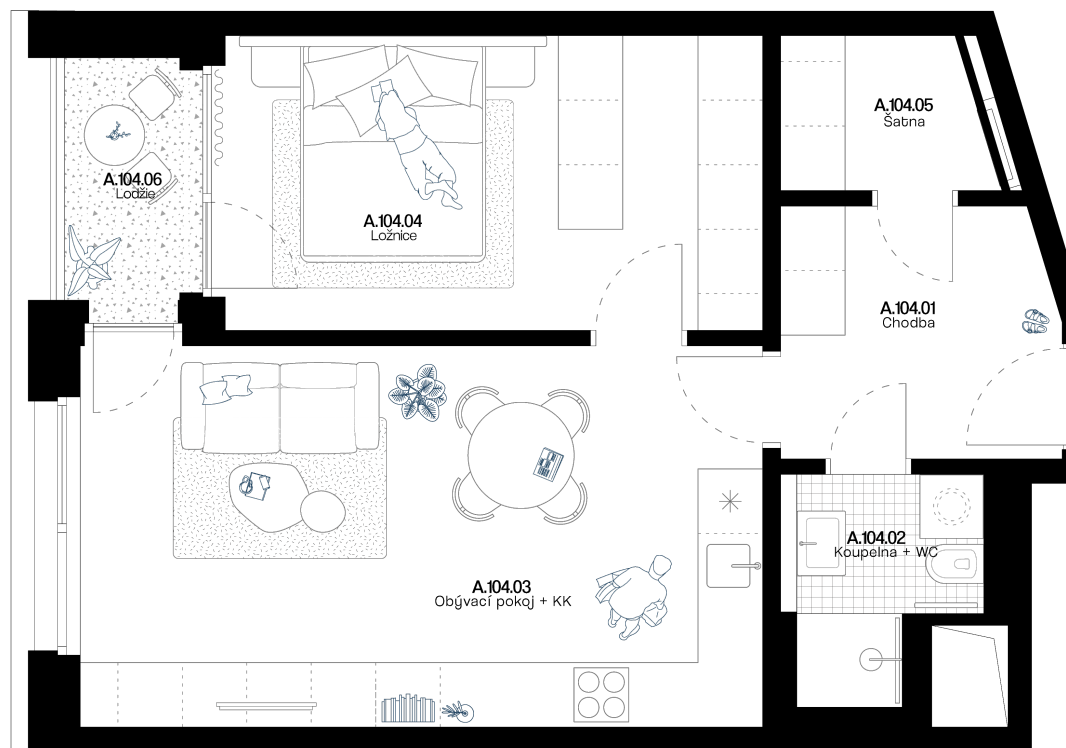 A.104.05
Šatna
A.104.06
Lodžie
A.104.04
Ložnice
A.104.01
Chodba
A.104.02
Koupelna + WC
A.104.03
Obývací pokoj + KK